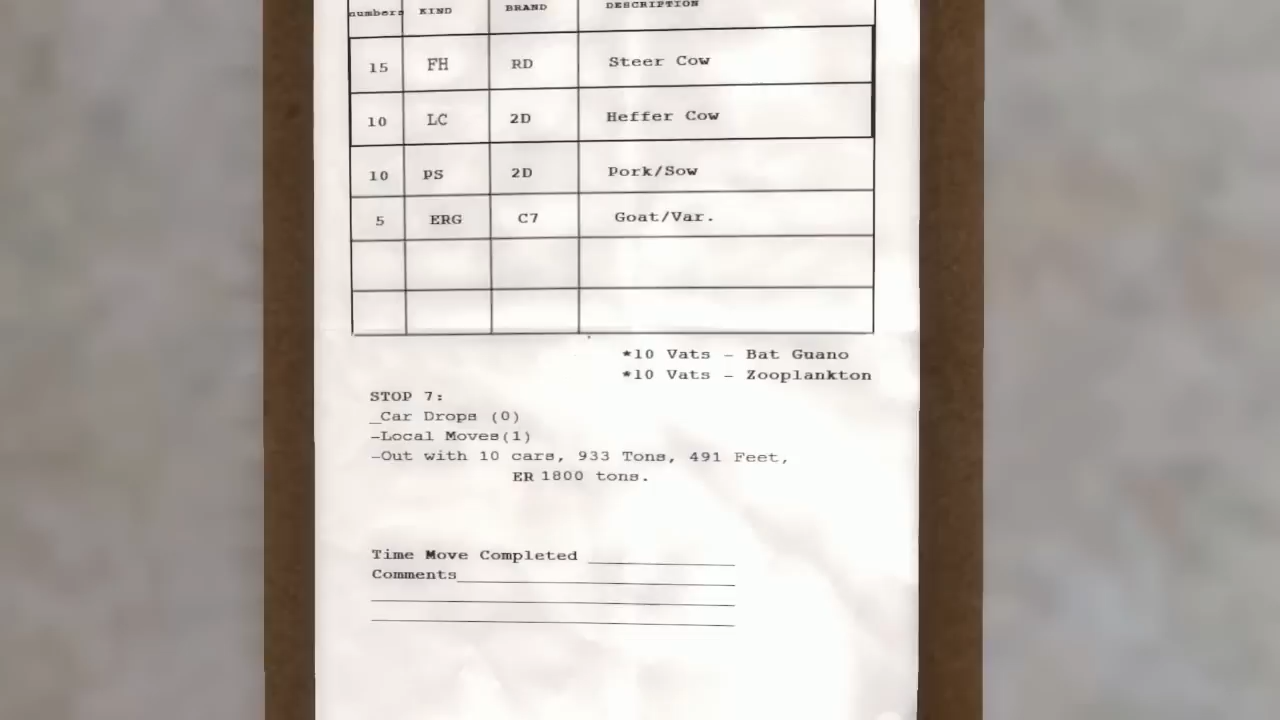 numbers KIND BRAND DESCRIPTION
15 FH RD Steer Cow
10 LC 2D Heffer Cow
10 PS 2D Pork/Sow
5 ERG C7 Goat/Var.
*10 Vats - Bat Guano
*10 Vats - Zooplankton
STOP 7:
_Car Drops (0)
-Local Moves(1)
-Out with 10 cars, 933 Tons, 491 Feet,
ER 1800 tons.
Time Move Completed ____________
Comments____________